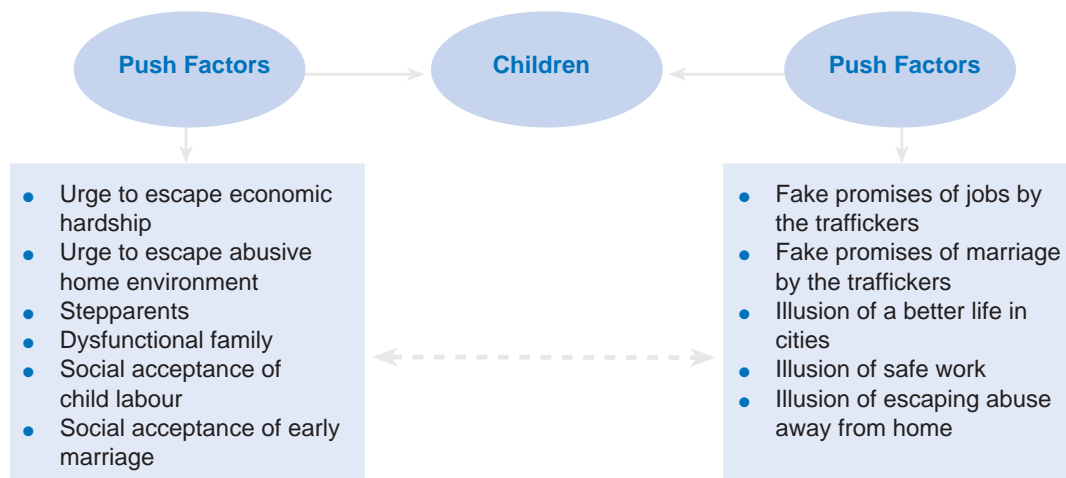 Push Factors
Children
Push Factors
● Urge to escape economic
hardship
● Urge to escape abusive
home environment
● Stepparents
● Dysfunctional family
● Social acceptance of
child labour
● Social acceptance of early
marriage
● Fake promises of jobs by
the traffickers
● Fake promises of marriage
by the traffickers
● Illusion of a better life in
cities
● Illusion of safe work
● Illusion of escaping abuse
away from home